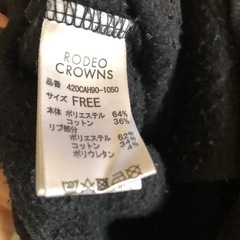 RODEO
CROWNS
品番 420CAH90-1050
サイズ FREE
本体 ポリエステル 64%
コットン 36%
リブ部分
ポリエステル 62%
コットン 34%
ポリウレタン 4